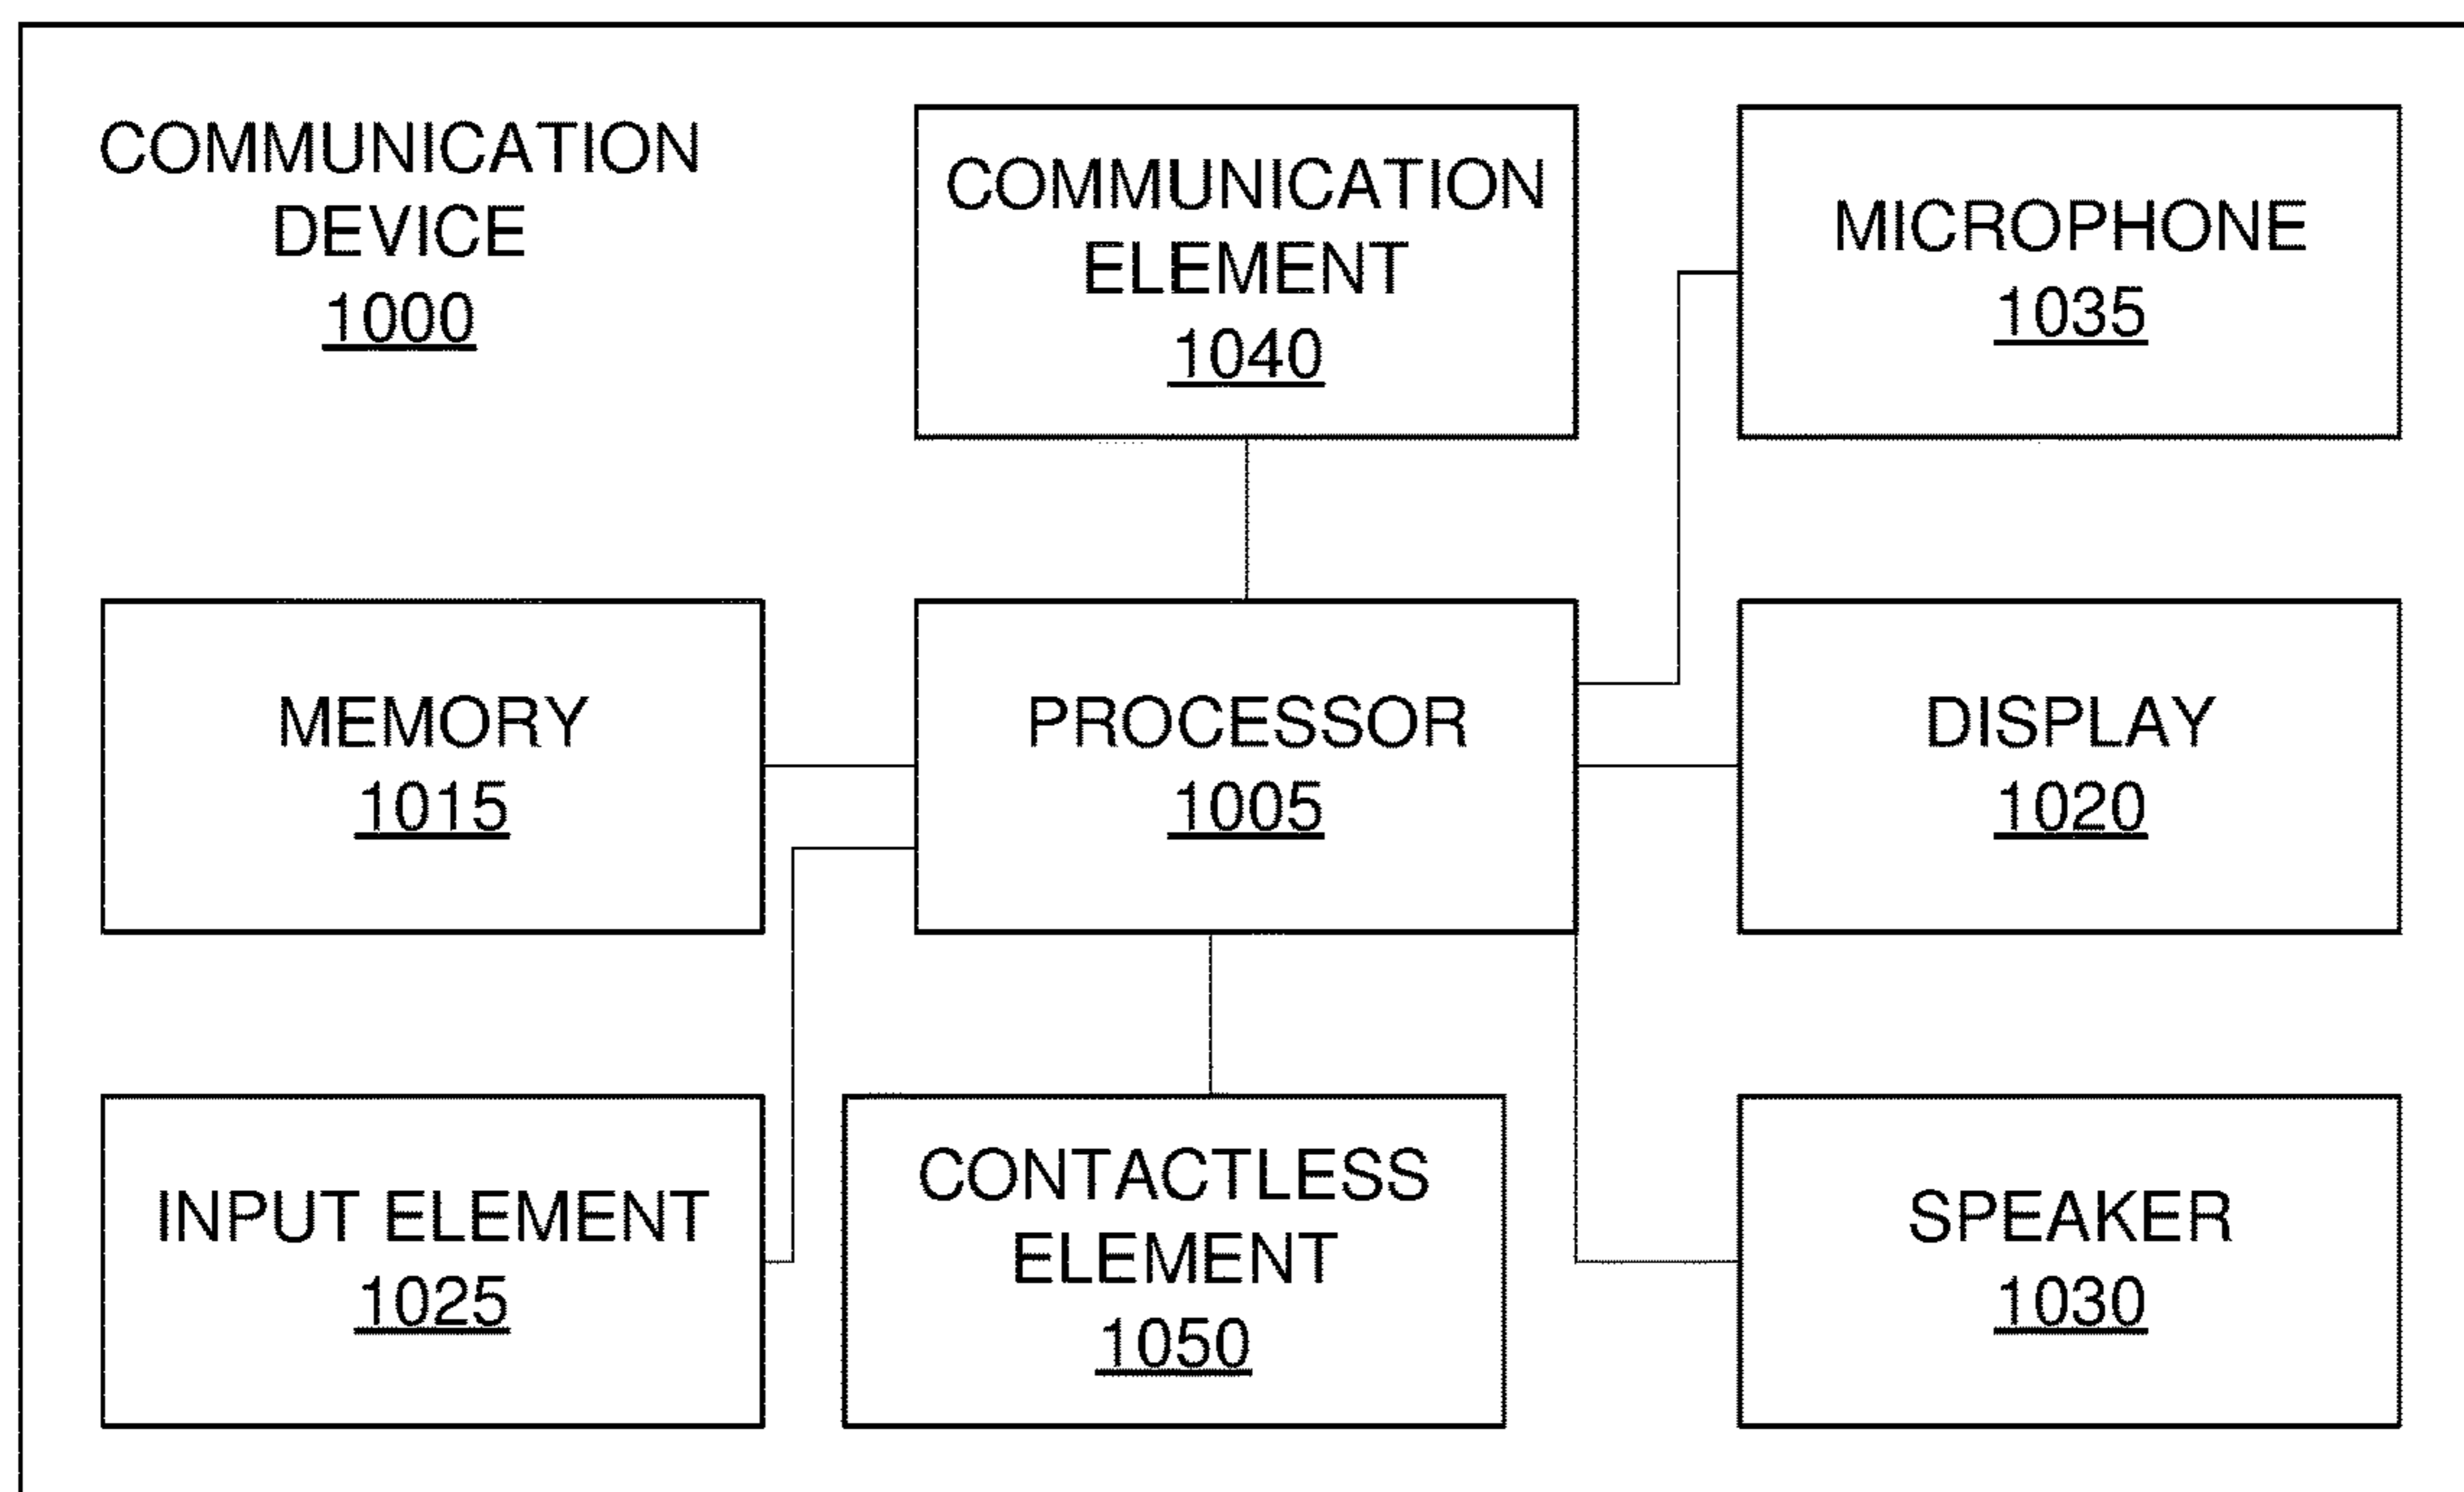 COMMUNICATION
DEVICE
1000
COMMUNICATION
ELEMENT
1040
MICROPHONE
1035
MEMORY
1015
PROCESSOR
1005
DISPLAY
1020
INPUT ELEMENT
1025
CONTACTLESS
ELEMENT
1050
SPEAKER
1030